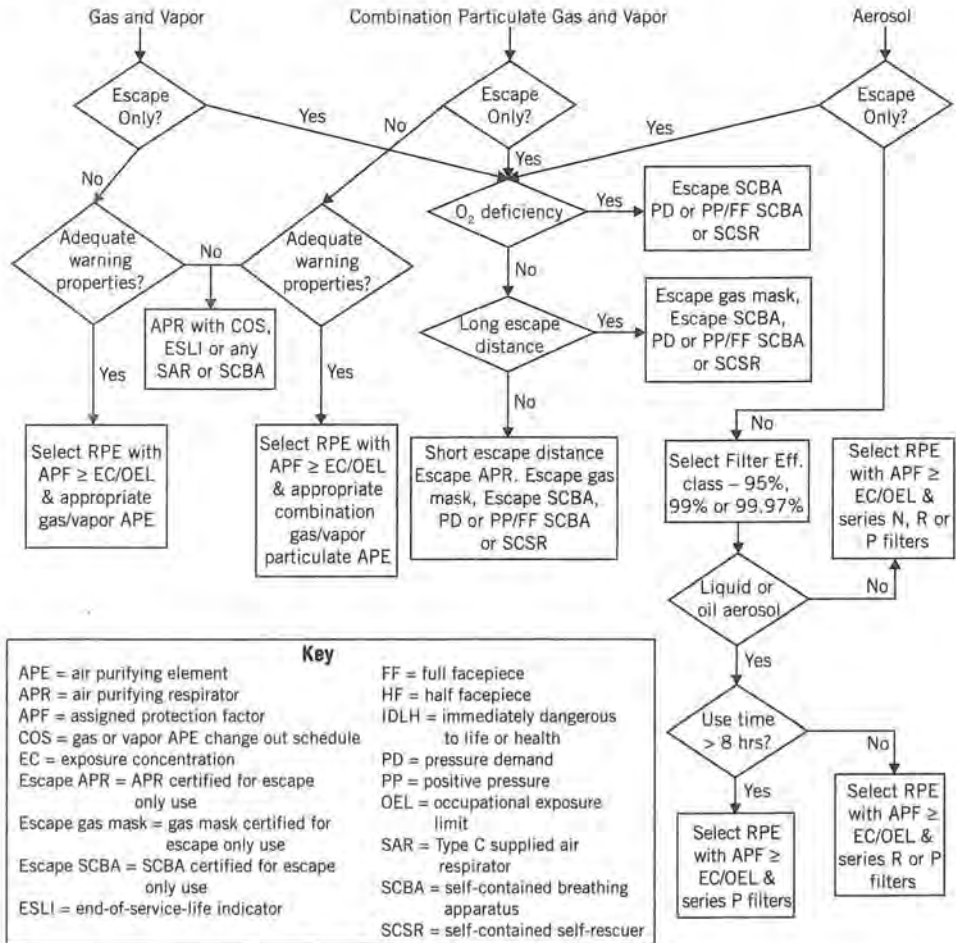 Gas and Vapor
Combination Particulate Gas and Vapor
Aerosol
Escape
Only?
Escape
Only?
Escape
Only?
Yes
No
Yes
Yes
No
No
Adequate
warning
properties?
No
Adequate
warning
properties?
O₂ deficiency
Yes
Escape SCBA
PD or PP/FF SCBA
or SCSR
No
APR with COS,
ESLI or any
SAR or SCBA
Long escape
distance
Yes
Escape gas mask,
Escape SCBA,
PD or PP/FF SCBA
or SCSR
Yes
Yes
No
Select RPE with
APF ≥ EC/OEL
& appropriate
gas/vapor APE
Select RPE with
APF ≥ EC/OEL
& appropriate
combination
gas/vapor
particulate APE
Short escape distance
Escape APR. Escape gas
mask, Escape SCBA,
PD or PP/FF SCBA
or SCSR
Select Filter Eff.
class – 95%,
99% or 99.97%
Select RPE
with APF ≥
EC/OEL &
series N, R or
P filters
Liquid or
oil aerosol
No
Yes
Use time
> 8 hrs?
No
Yes
Select RPE
with APF ≥
EC/OEL &
series P filters
Select RPE
with APF ≥
EC/OEL &
series R or P
filters
Key
APE = air purifying element
APR = air purifying respirator
APF = assigned protection factor
COS = gas or vapor APE change out schedule
EC = exposure concentration
Escape APR = APR certified for escape
only use
Escape gas mask = gas mask certified for
escape only use
Escape SCBA = SCBA certified for escape
only use
ESLI = end-of-service-life indicator
FF = full facepiece
HF = half facepiece
IDLH = immediately dangerous
to life or health
PD = pressure demand
PP = positive pressure
OEL = occupational exposure
limit
SAR = Type C supplied air
respirator
SCBA = self-contained breathing
apparatus
SCSR = self-contained self-rescuer